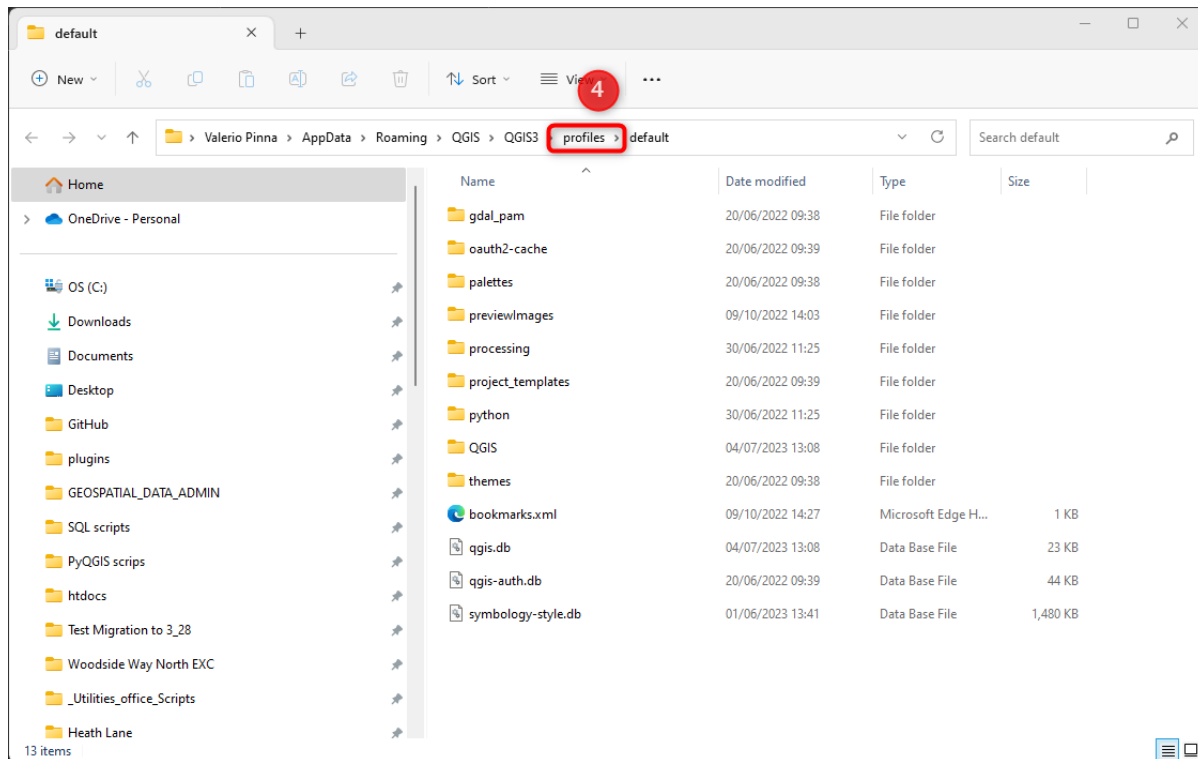 default
New Sort View
4
Valerio Pinna > AppData > Roaming > QGIS > QGIS3 > profiles > default Search default
Home
OneDrive - Personal
OS (C:)
Downloads
Documents
Desktop
GitHub
plugins
GEOSPATIAL_DATA_ADMIN
SQL scripts
PyQGIS scrips
htdocs
Test Migration to 3_28
Woodside Way North EXC
_Utilities_office_Scripts
Heath Lane
Name Date modified Type Size
gdal_pam 20/06/2022 09:38 File folder
oauth2-cache 20/06/2022 09:39 File folder
palettes 20/06/2022 09:38 File folder
previewImages 09/10/2022 14:03 File folder
processing 30/06/2022 11:25 File folder
project_templates 20/06/2022 09:39 File folder
python 30/06/2022 11:25 File folder
QGIS 04/07/2023 13:08 File folder
themes 20/06/2022 09:38 File folder
bookmarks.xml 09/10/2022 14:27 Microsoft Edge H... 1 KB
qgis.db 04/07/2023 13:08 Data Base File 23 KB
qgis-auth.db 20/06/2022 09:39 Data Base File 44 KB
symbology-style.db 01/06/2023 13:41 Data Base File 1,480 KB
13 items